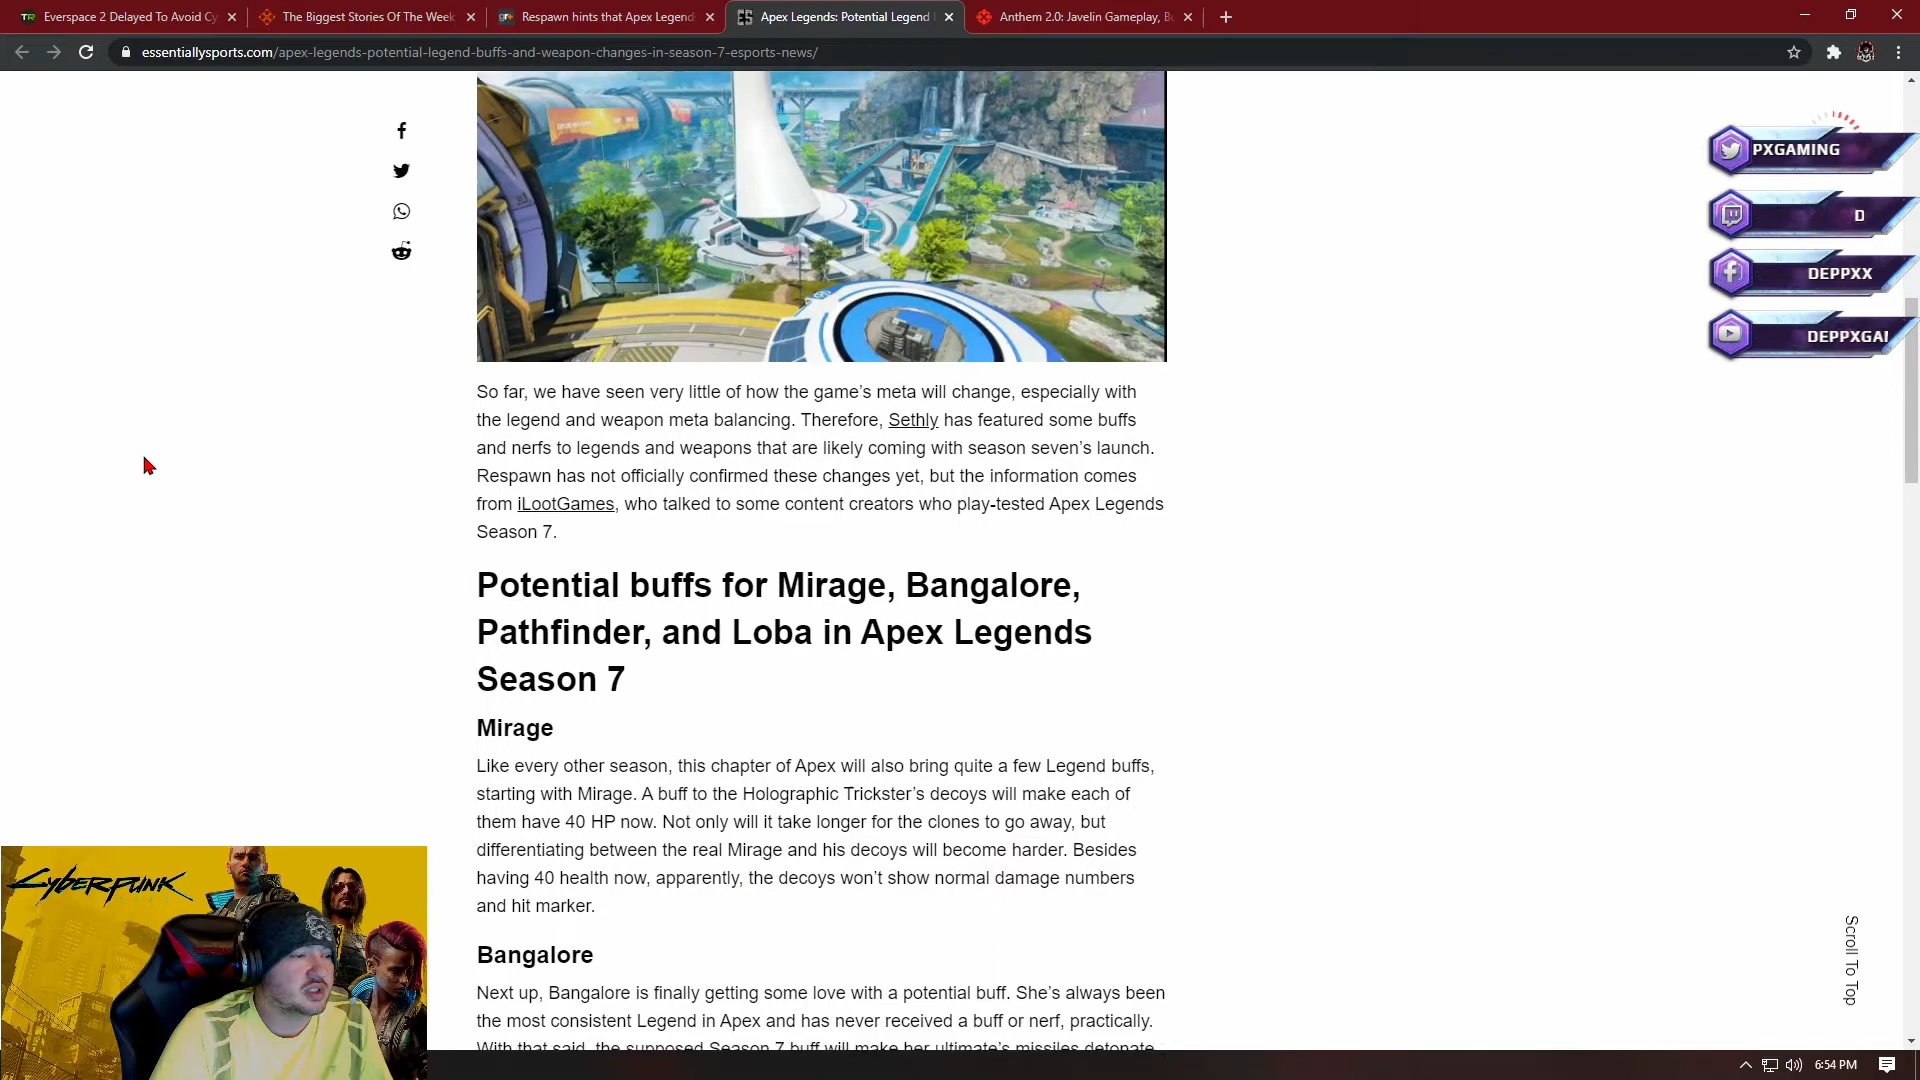 Everspace 2 Delayed To Avoid Cy
The Biggest Stories Of The Week
Respawn hints that Apex Legend
Apex Legends: Potential Legend
Anthem 2.0: Javelin Gameplay, B
essentiallysports.com/apex-legends-potential-legend-buffs-and-weapon-changes-in-season-7-esports-news/
PXGAMING
D
DEPPXX
DEPPXGAI
So far, we have seen very little of how the game’s meta will change, especially with
the legend and weapon meta balancing. Therefore, Sethly has featured some buffs
and nerfs to legends and weapons that are likely coming with season seven’s launch.
Respawn has not officially confirmed these changes yet, but the information comes
from iLootGames, who talked to some content creators who play-tested Apex Legends
Season 7.
Potential buffs for Mirage, Bangalore,
Pathfinder, and Loba in Apex Legends
Season 7
Mirage
Like every other season, this chapter of Apex will also bring quite a few Legend buffs,
starting with Mirage. A buff to the Holographic Trickster’s decoys will make each of
them have 40 HP now. Not only will it take longer for the clones to go away, but
differentiating between the real Mirage and his decoys will become harder. Besides
having 40 health now, apparently, the decoys won’t show normal damage numbers
and hit marker.
Bangalore
Next up, Bangalore is finally getting some love with a potential buff. She’s always been
the most consistent Legend in Apex and has never received a buff or nerf, practically.
With that said, the supposed Season 7 buff will make her ultimate’s missiles detonate
Scroll To Top
CYBERPUNK
6:54 PM